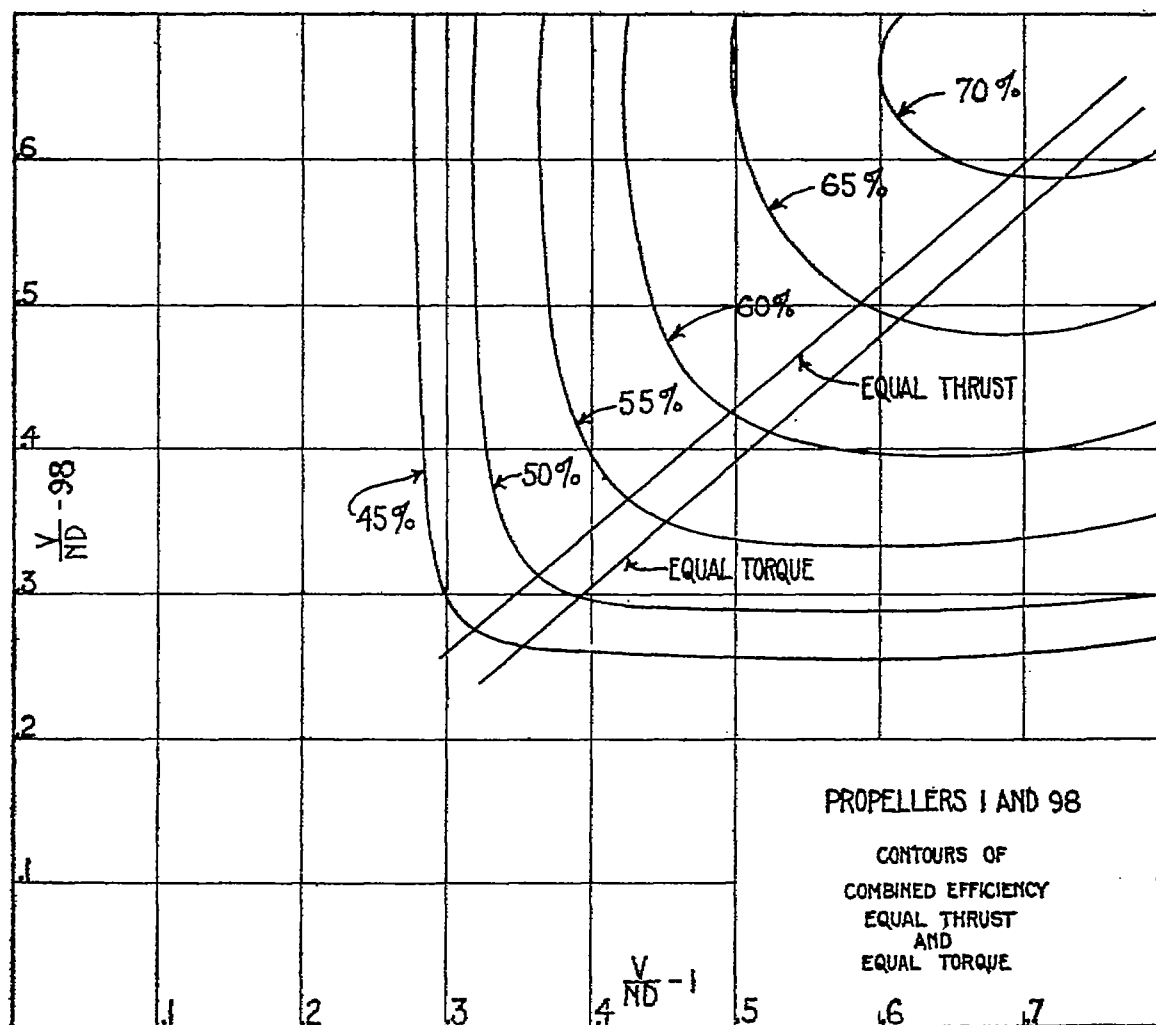 70%
.6
65%
.5
60%
EQUAL THRUST
55%
.4
50%
V/ND -98
45%
EQUAL TORQUE
.3
.2
PROPELLERS 1 AND 98
CONTOURS OF
COMBINED EFFICIENCY
EQUAL THRUST
AND
EQUAL TORQUE
.1
V/ND -1
.1 .2 .3 .4 .5 .6 .7